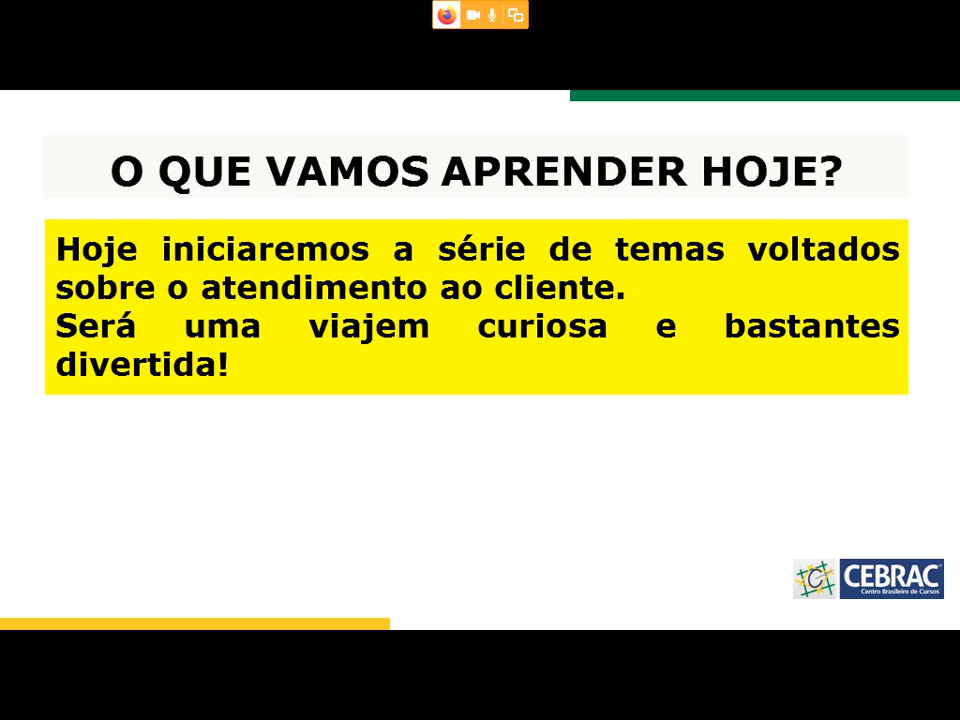 O QUE VAMOS APRENDER HOJE?
Hoje iniciaremos a série de temas voltados
sobre o atendimento ao cliente.
Será uma viajem curiosa e bastantes
divertida!
CEBRAC
Centro Brasileiro de Cursos